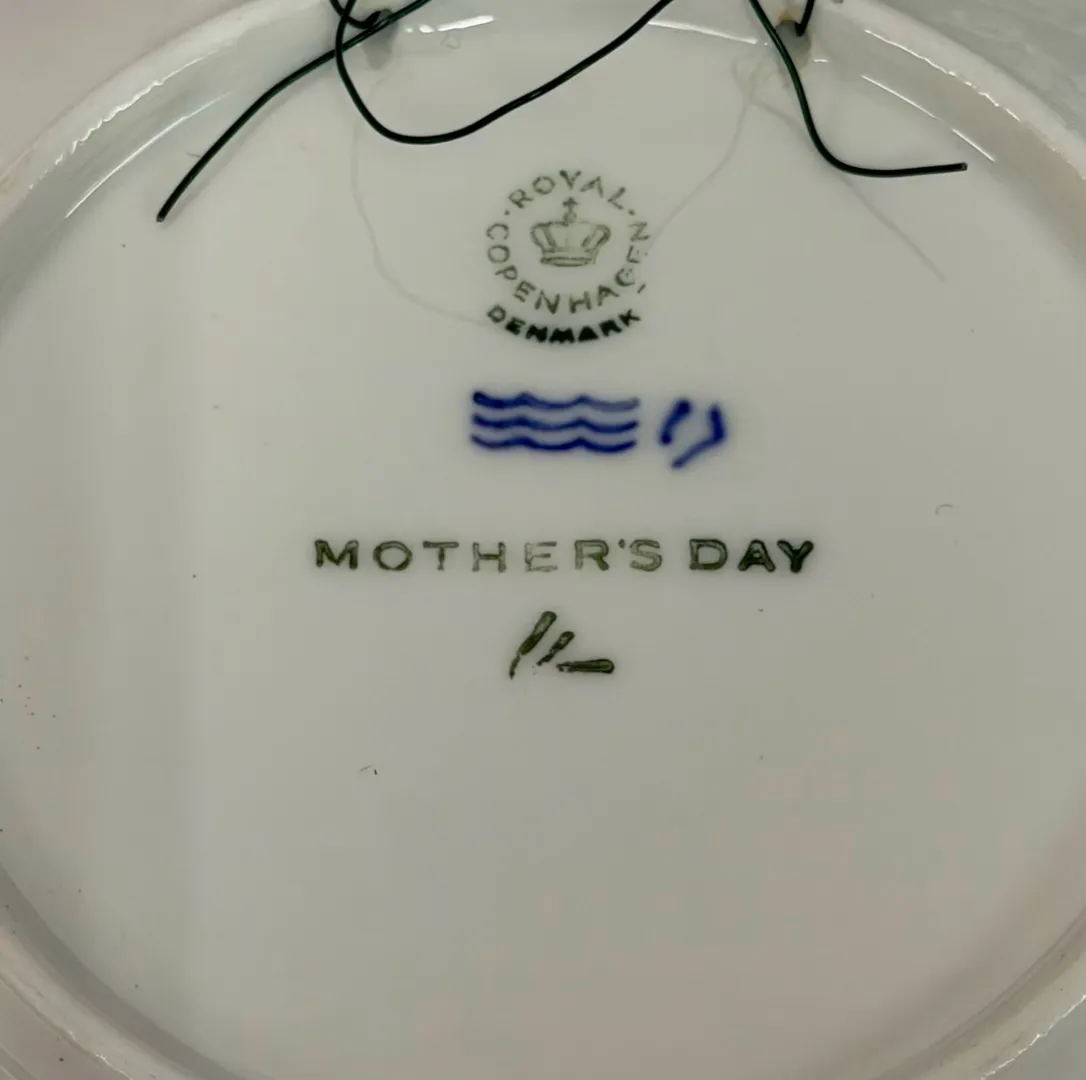 ROYAL
COPENHAGEN
DENMARK
MOTHER'S DAY